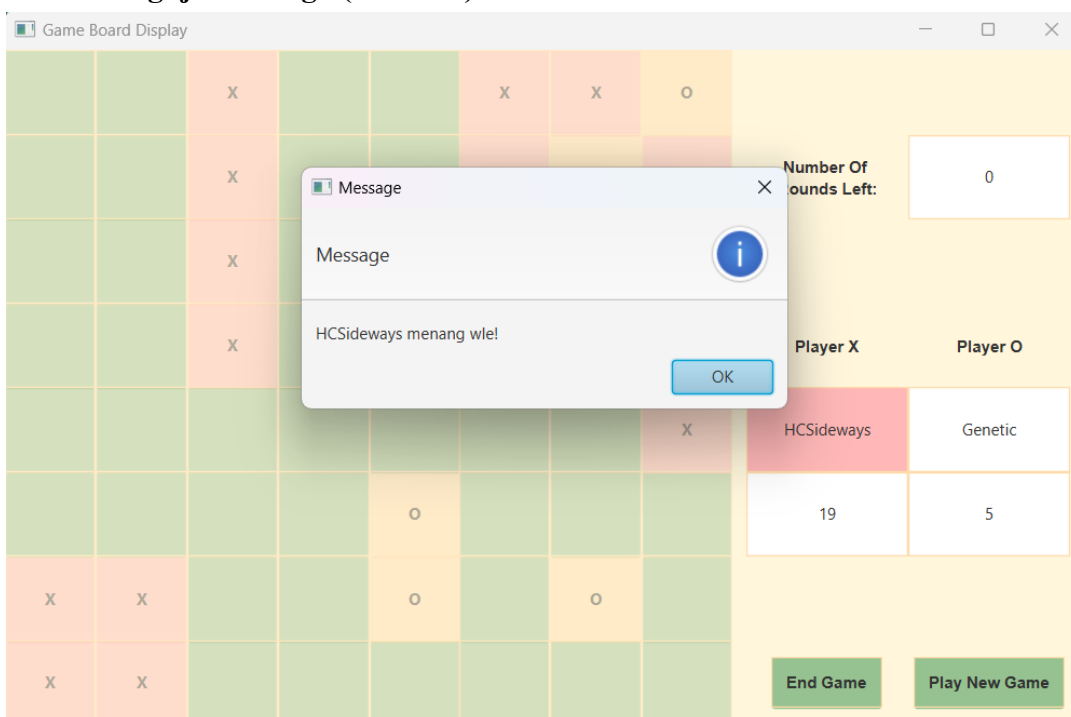 Game Board Display
X X X O
X
X
X
X
O
X X O O
X X
Message
Message
HCSideways menang wle!
OK
Number Of
ounds Left:
0
Player X Player O
HCSideways Genetic
19 5
End Game Play New Game